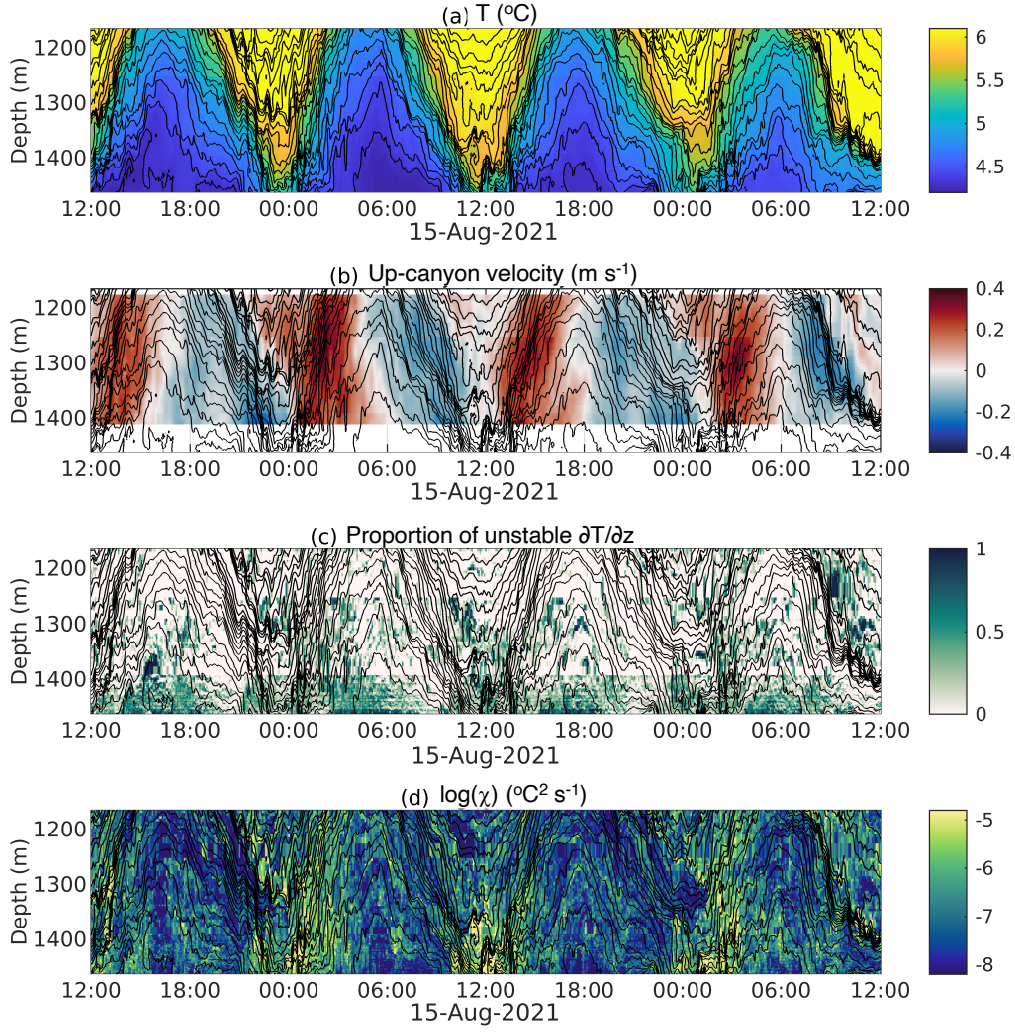 (a) T (°C)
Depth (m)
1200
1300
1400
12:00 18:00 00:00 06:00 12:00 18:00 00:00 06:00 12:00
15-Aug-2021
6
5.5
5
4.5
(b) Up-canyon velocity (m s⁻¹)
Depth (m)
1200
1300
1400
12:00 18:00 00:00 06:00 12:00 18:00 00:00 06:00 12:00
15-Aug-2021
0.4
0.2
0
-0.2
-0.4
(c) Proportion of unstable ∂T/∂z
Depth (m)
1200
1300
1400
12:00 18:00 00:00 06:00 12:00 18:00 00:00 06:00 12:00
15-Aug-2021
1
0.5
0
(d) log(χ) (°C² s⁻¹)
Depth (m)
1200
1300
1400
12:00 18:00 00:00 06:00 12:00 18:00 00:00 06:00 12:00
15-Aug-2021
-5
-6
-7
-8